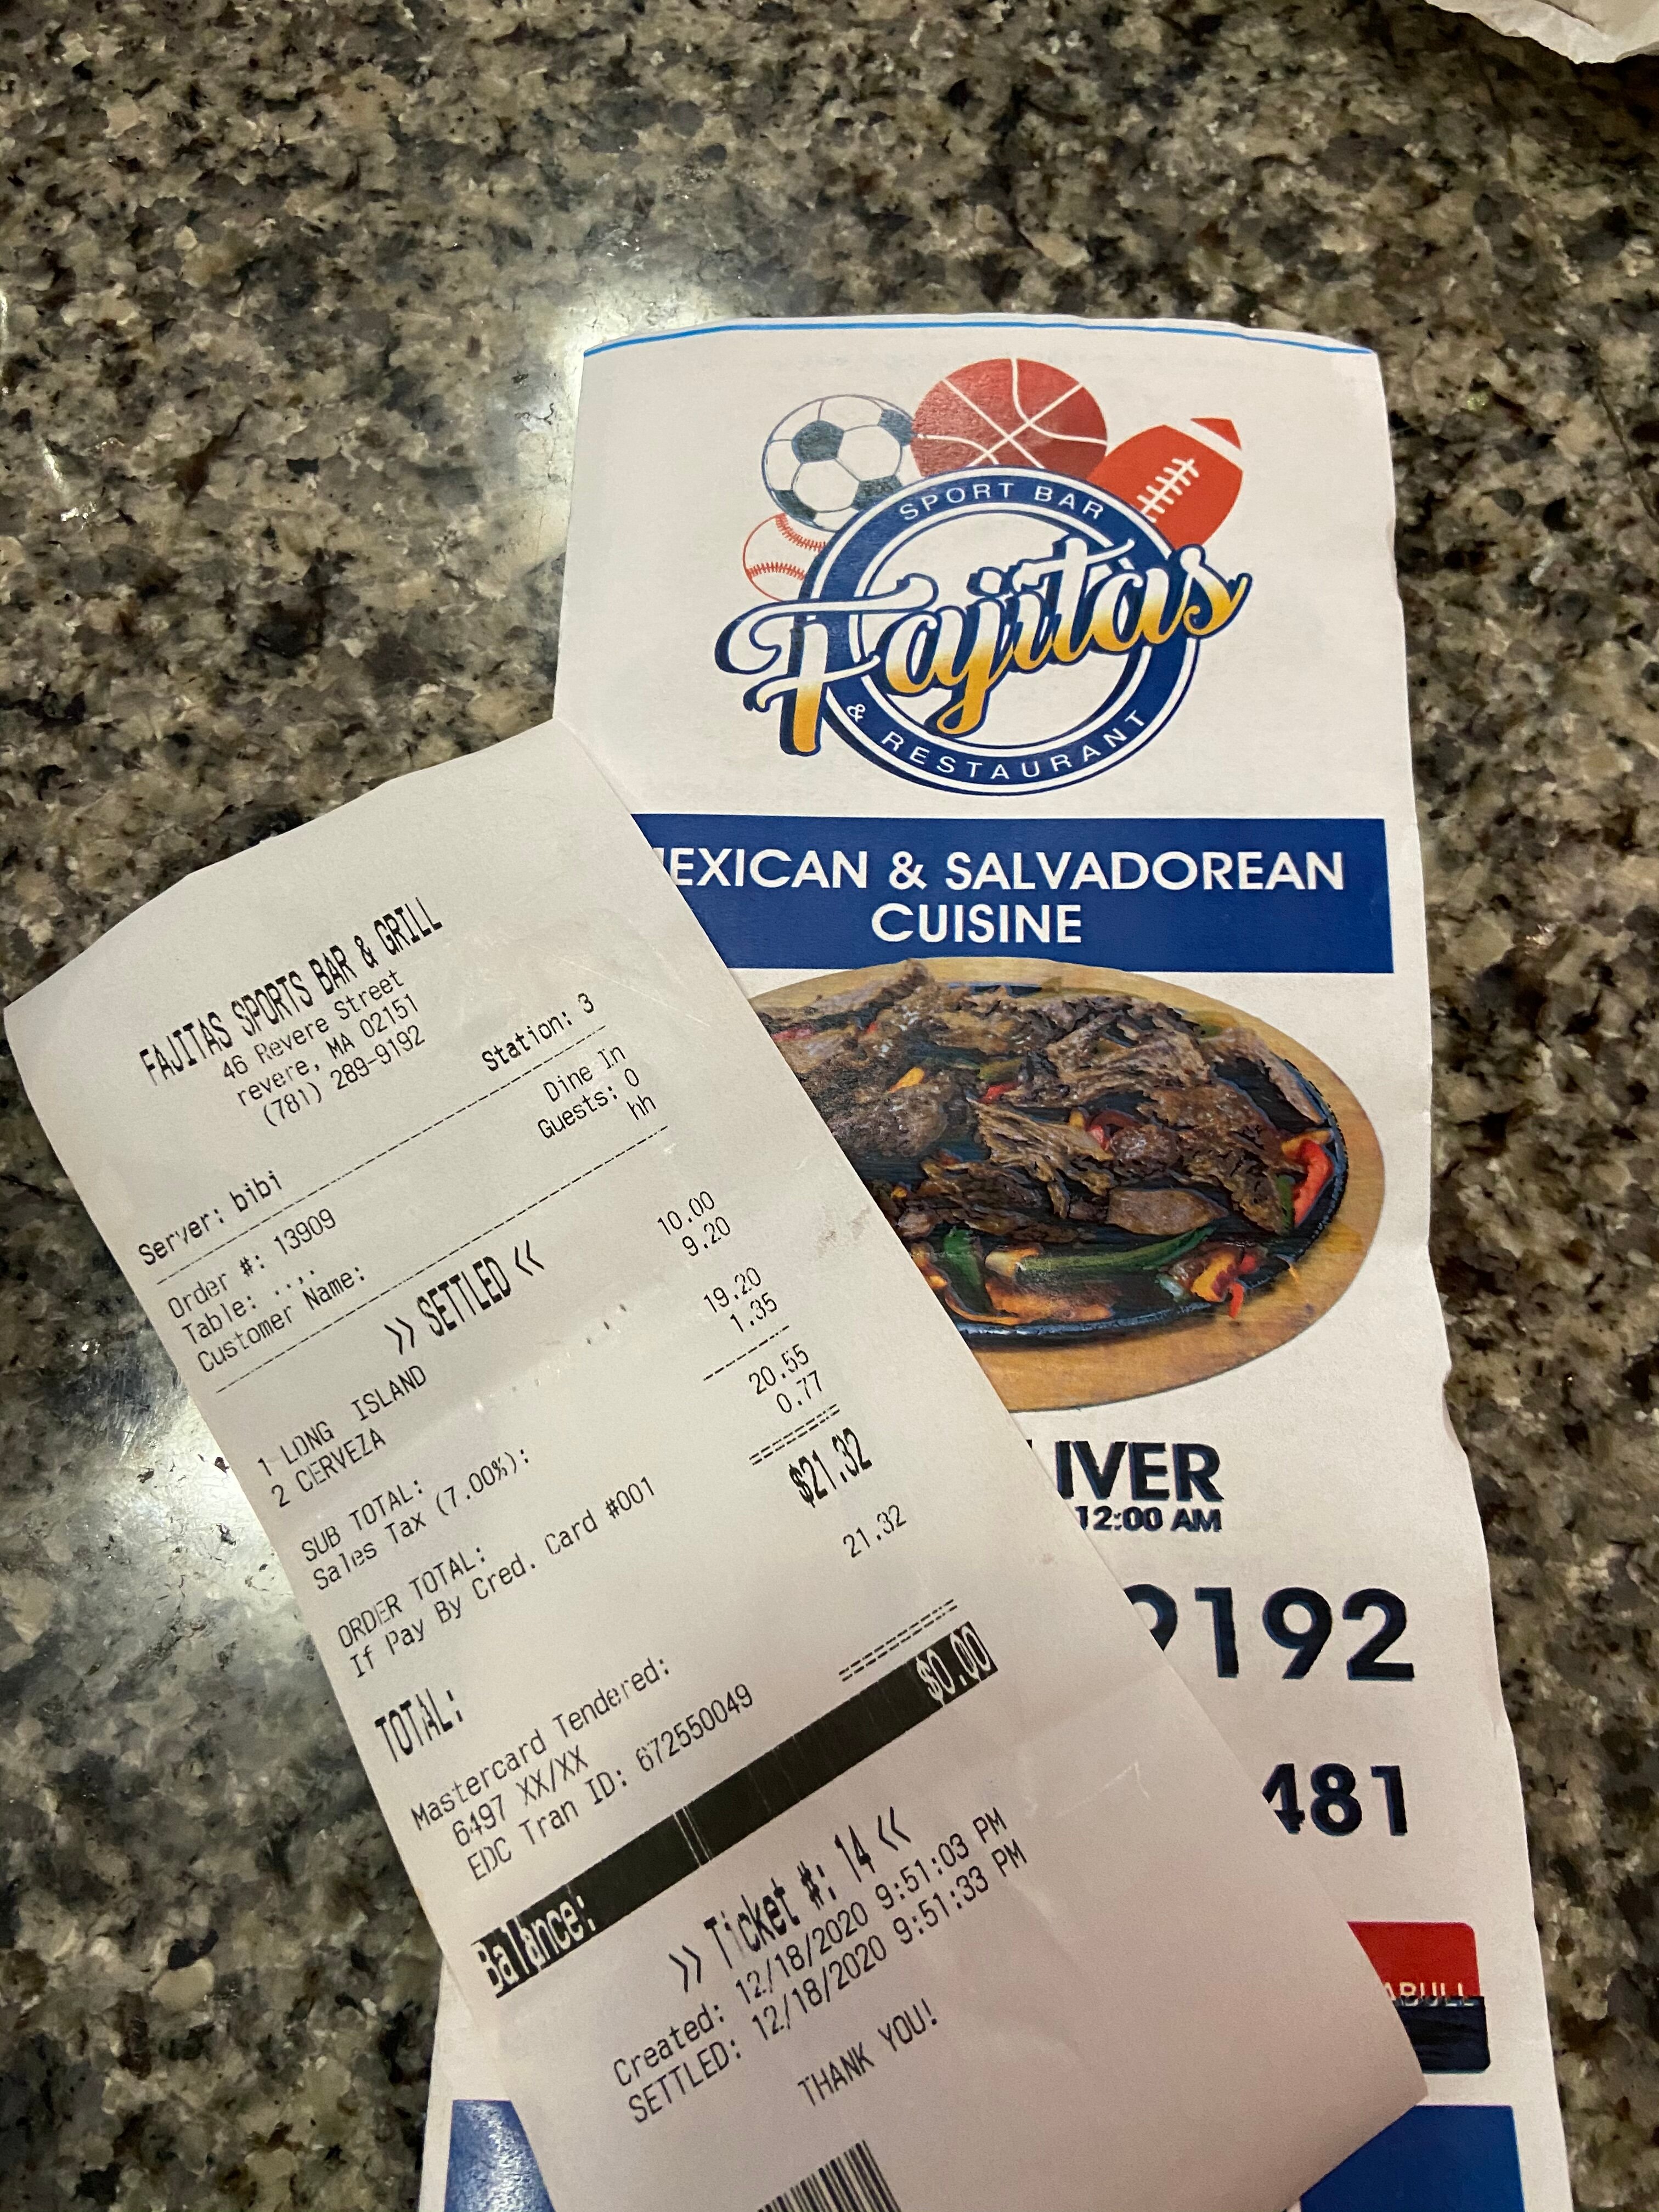 SPORT BAR
Fajitas
& RESTAURANT
EXICAN & SALVADOREAN
CUISINE
IVER
12:00 AM
9192
481
ABULL
FAJITAS SPORTS BAR & GRILL
46 Revere Street
revere, MA 02151
(781) 289-9192
Server: bibi Station: 3
Order #: 13909 Dine In
Table: .... Guests: 0
Customer Name: hh
>> SETTLED <<
1 LONG ISLAND 10.00
2 CERVEZA 9.20
SUB TOTAL: 19.20
Sales Tax (7.00%): 1.35
ORDER TOTAL: 20.55
If Pay By Cred. Card #001 0.77
TOTAL: $21.32
Mastercard Tendered: 21.32
6497 XX/XX
EDC Tran ID: 672550049
Balance: $0.00
>> Ticket #: 14 <<
Created: 12/18/2020 9:51:03 PM
SETTLED: 12/18/2020 9:51:33 PM
THANK YOU!